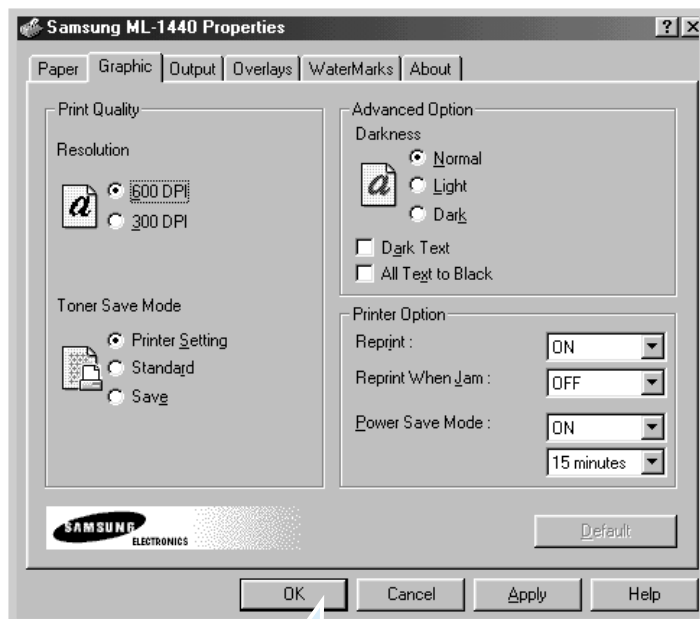 Samsung ML-1440 Properties
Paper Graphic Output Overlays WaterMarks About
Print Quality
Resolution
a
600 DPI
300 DPI
Toner Save Mode
Printer Setting
Standard
Save
Advanced Option
Darkness
a
Normal
Light
Dark
Dark Text
All Text to Black
Printer Option
Reprint : ON
Reprint When Jam : OFF
Power Save Mode : ON
15 minutes
SAMSUNG
ELECTRONICS
Default
OK Cancel Apply Help